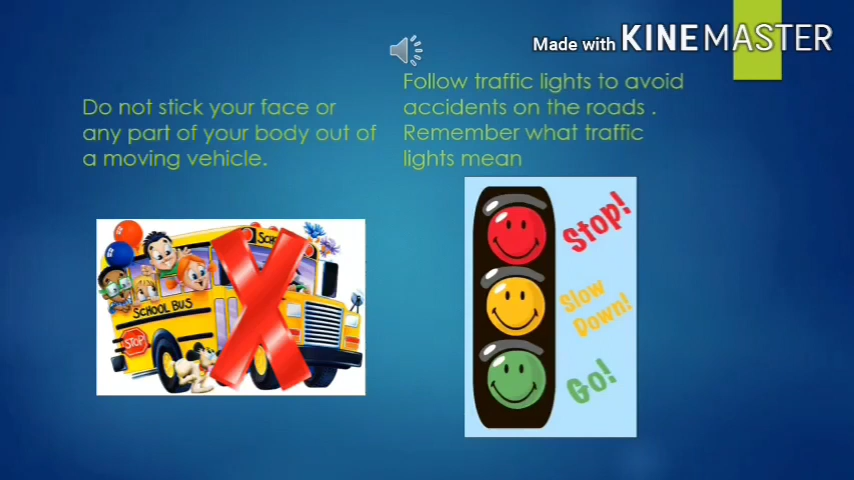 Made with KINEMASTER
Do not stick your face or
any part of your body out of
a moving vehicle.
Follow traffic lights to avoid
accidents on the roads .
Remember what traffic
lights mean
SCHOOL BUS
STOP
Stop!
Slow
Down!
Go!